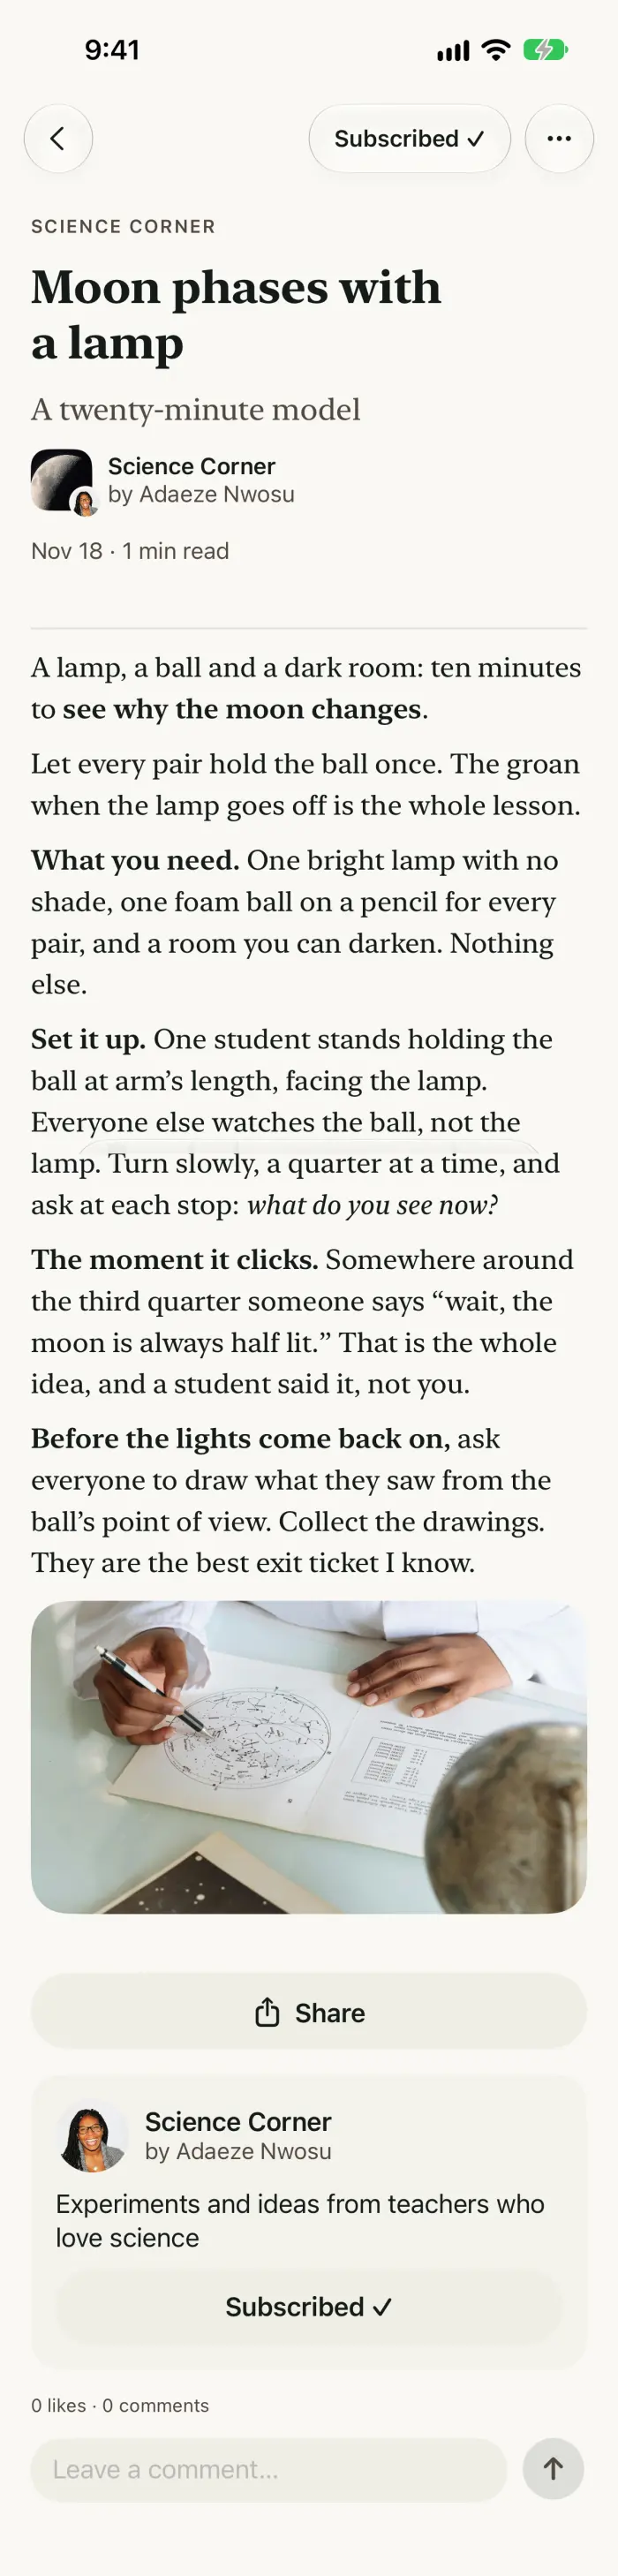 9:41
Subscribed ✓
SCIENCE CORNER
Moon phases with
a lamp
A twenty-minute model
Science Corner
by Adaeze Nwosu
Nov 18 · 1 min read
A lamp, a ball and a dark room: ten minutes
to see why the moon changes.
Let every pair hold the ball once. The groan
when the lamp goes off is the whole lesson.
What you need. One bright lamp with no
shade, one foam ball on a pencil for every
pair, and a room you can darken. Nothing
else.
Set it up. One student stands holding the
ball at arm’s length, facing the lamp.
Everyone else watches the ball, not the
lamp. Turn slowly, a quarter at a time, and
ask at each stop: what do you see now?
The moment it clicks. Somewhere around
the third quarter someone says “wait, the
moon is always half lit.” That is the whole
idea, and a student said it, not you.
Before the lights come back on, ask
everyone to draw what they saw from the
ball’s point of view. Collect the drawings.
They are the best exit ticket I know.
Share
Science Corner
by Adaeze Nwosu
Experiments and ideas from teachers who
love science
Subscribed ✓
0 likes · 0 comments
Leave a comment...